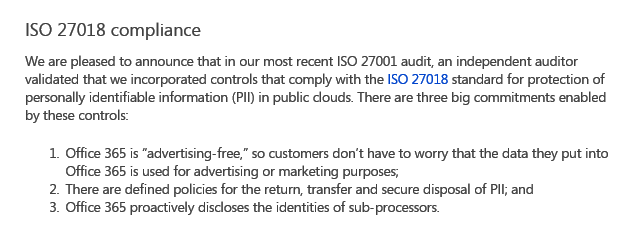 ISO 27018 compliance
We are pleased to announce that in our most recent ISO 27001 audit, an independent auditor
validated that we incorporated controls that comply with the ISO 27018 standard for protection of
personally identifiable information (PII) in public clouds. There are three big commitments enabled
by these controls:
1. Office 365 is “advertising-free,” so customers don’t have to worry that the data they put into
Office 365 is used for advertising or marketing purposes;
2. There are defined policies for the return, transfer and secure disposal of PII; and
3. Office 365 proactively discloses the identities of sub-processors.